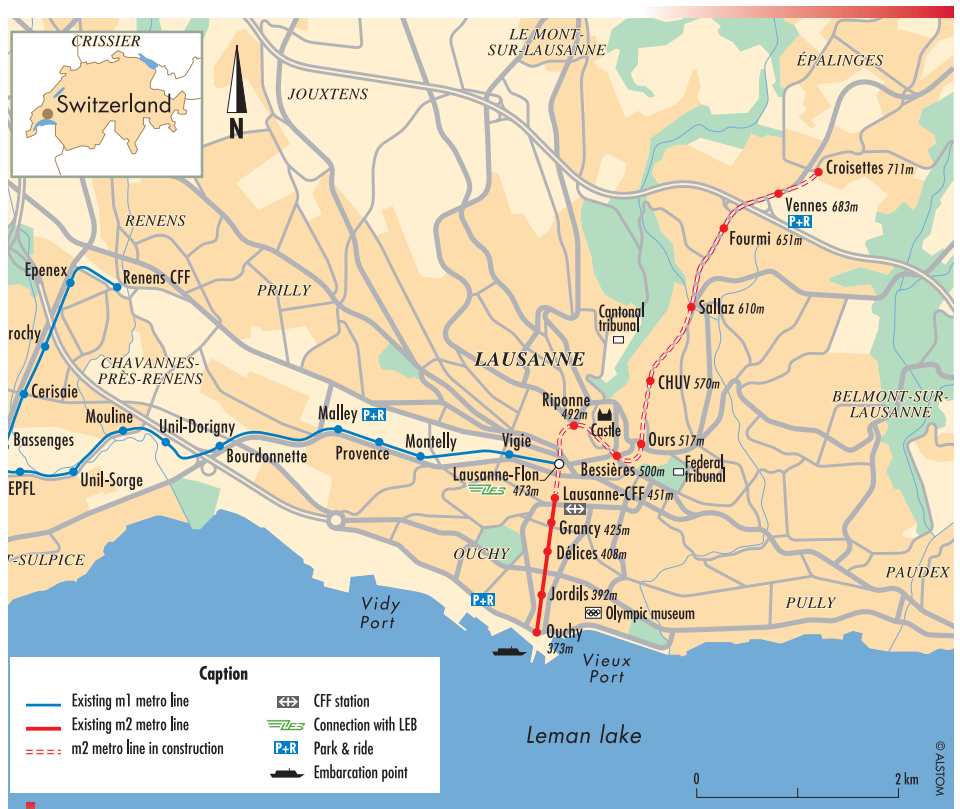 CRISSIER
Switzerland
N
JOUXTENS
LE MONT-
SUR-LAUSANNE
ÉPALINGES
Croisettes 711m
Vennes 683m
P+R
Fourmi 651m
RENENS
Epenex
Renens CFF
PRILLY
Sallaz 610m
Cantonal
tribunal
rochy
CHAVANNES-
PRÈS-RENENS
LAUSANNE
CHUV 570m
BELMONT-SUR-
LAUSANNE
Cerisaie
Mouline
Malley P+R
Riponne
492m
Castle
Bassenges
Unil-Dorigny
Provence
Montelly
Vigie
Ours 517m
Bourdonnette
Lausanne-Flon
473m
Bessières 500m
Federal
tribunal
EPFL
Unil-Sorge
LEB
Lausanne-CFF 451m
Grancy 425m
T-SULPICE
OUCHY
Délices 408m
PAUDEX
Jordils 392m
P+R
Vidy
Port
Olympic museum
PULLY
Ouchy
373m
Vieux
Port
Caption
Existing m1 metro line
Existing m2 metro line
m2 metro line in construction
CFF station
LEB
Connection with LEB
P+R
Park & ride
Embarcation point
Leman lake
0
2 km
© ALSTOM